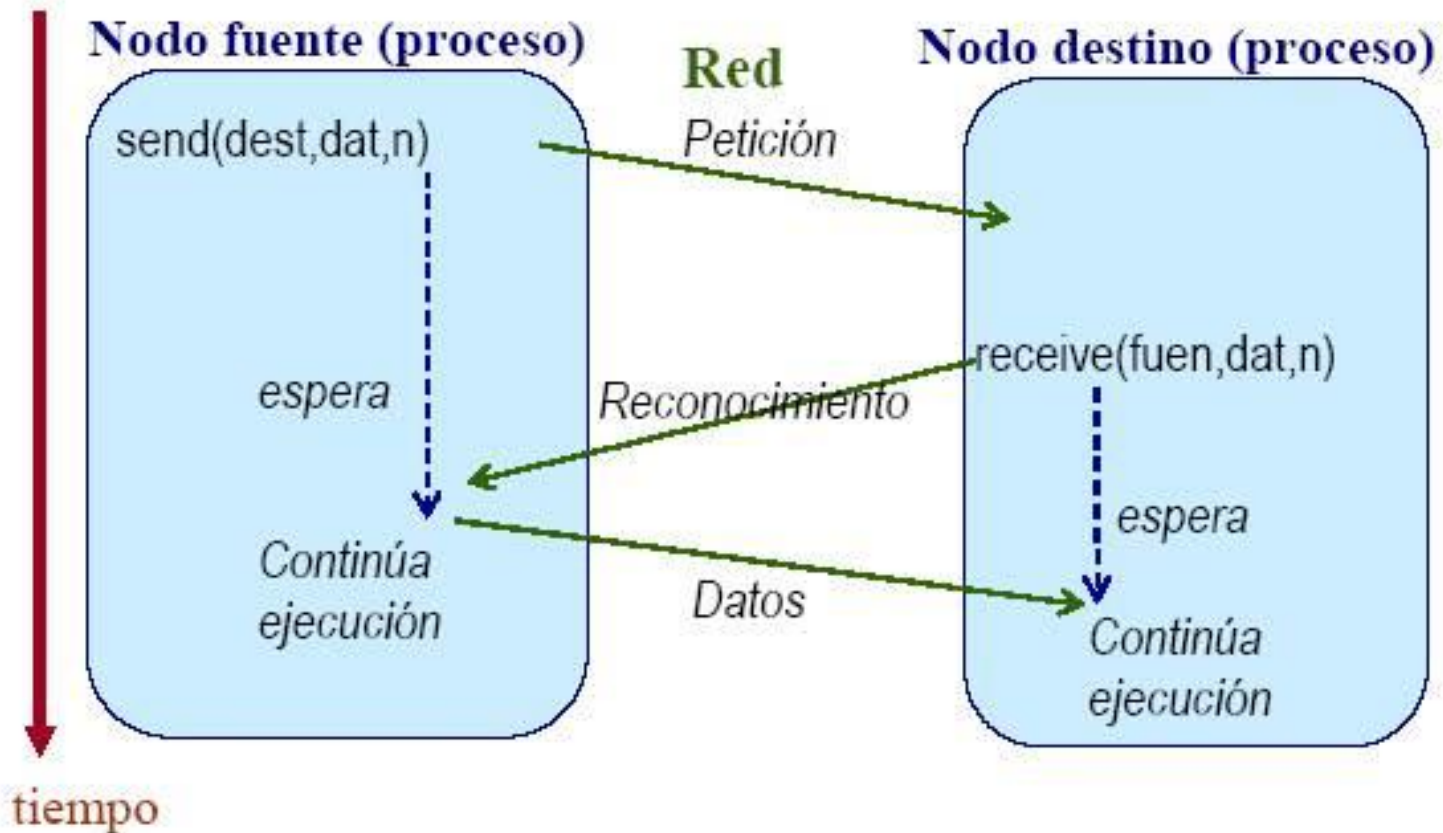 Nodo fuente (proceso)
Red
Nodo destino (proceso)
send(dest,dat,n)
Petición
receive(fuen,dat,n)
espera
Reconocimiento
espera
Continúa
ejecución
Datos
Continúa
ejecución
tiempo